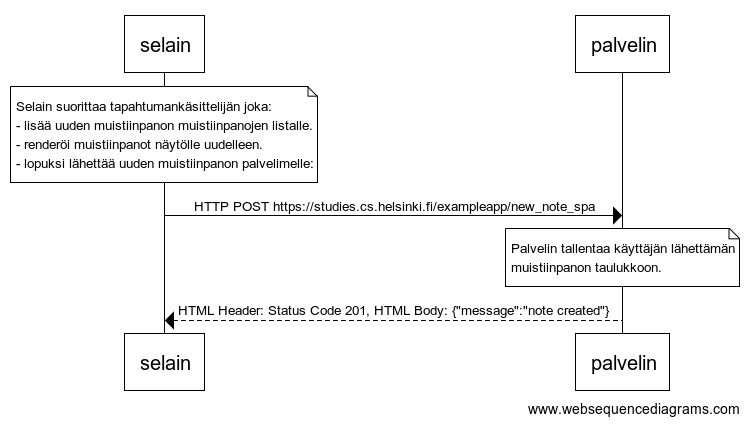 selain
palvelin
Selain suorittaa tapahtumankäsittelijän joka:
- lisää uuden muistiinpanon muistiinpanojen listalle.
- renderöi muistiinpanot näytölle uudelleen.
- lopuksi lähettää uuden muistiinpanon palvelimelle:
HTTP POST https://studies.cs.helsinki.fi/exampleapp/new_note_spa
Palvelin tallentaa käyttäjän lähettämän
muistiinpanon taulukkoon.
HTML Header: Status Code 201, HTML Body: {"message":"note created"}
selain
palvelin
www.websequencediagrams.com